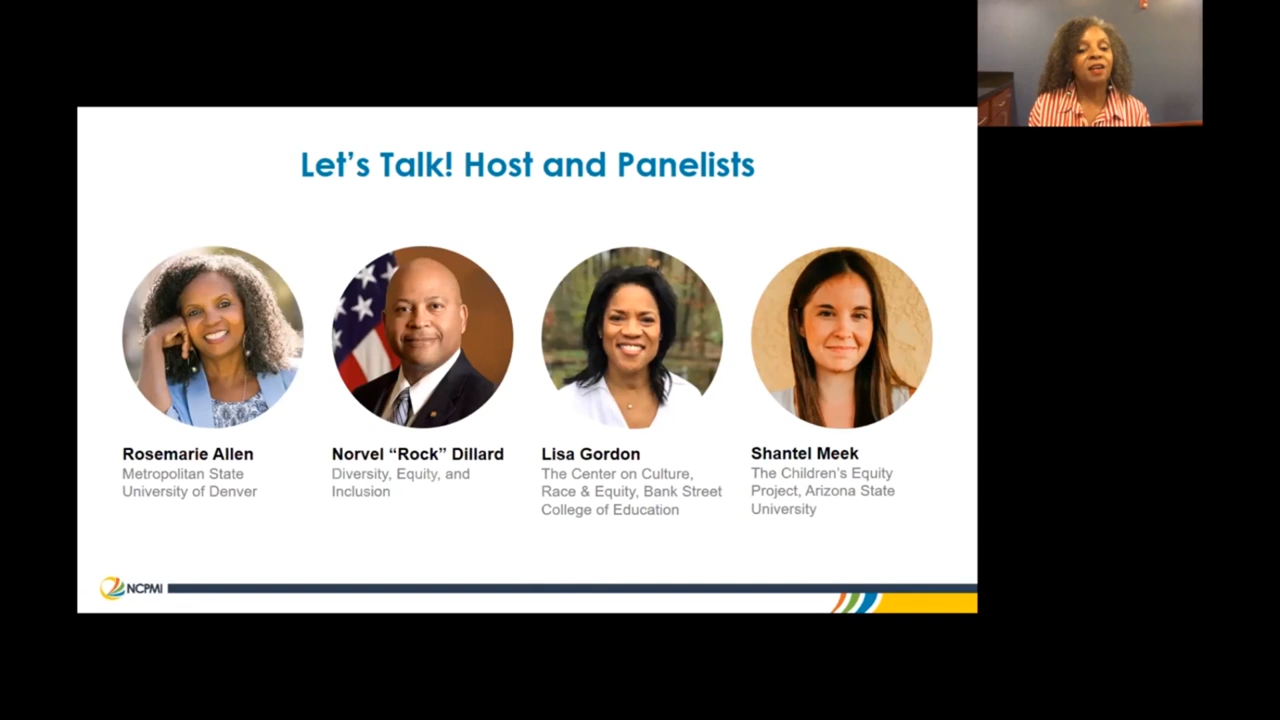 Let's Talk! Host and Panelists
Rosemarie Allen
Metropolitan State
University of Denver
Norvel “Rock” Dillard
Diversity, Equity, and
Inclusion
Lisa Gordon
The Center on Culture,
Race & Equity, Bank Street
College of Education
Shantel Meek
The Children's Equity
Project, Arizona State
University
NCPMI